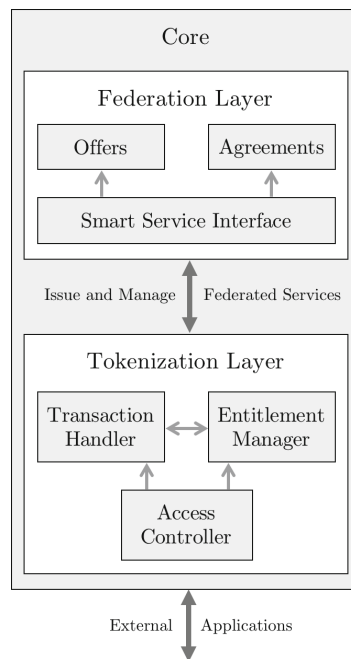 Core
Federation Layer
Offers
Agreements
Smart Service Interface
Issue and Manage
Federated Services
Tokenization Layer
Transaction
Handler
Entitlement
Manager
Access
Controller
External
Applications